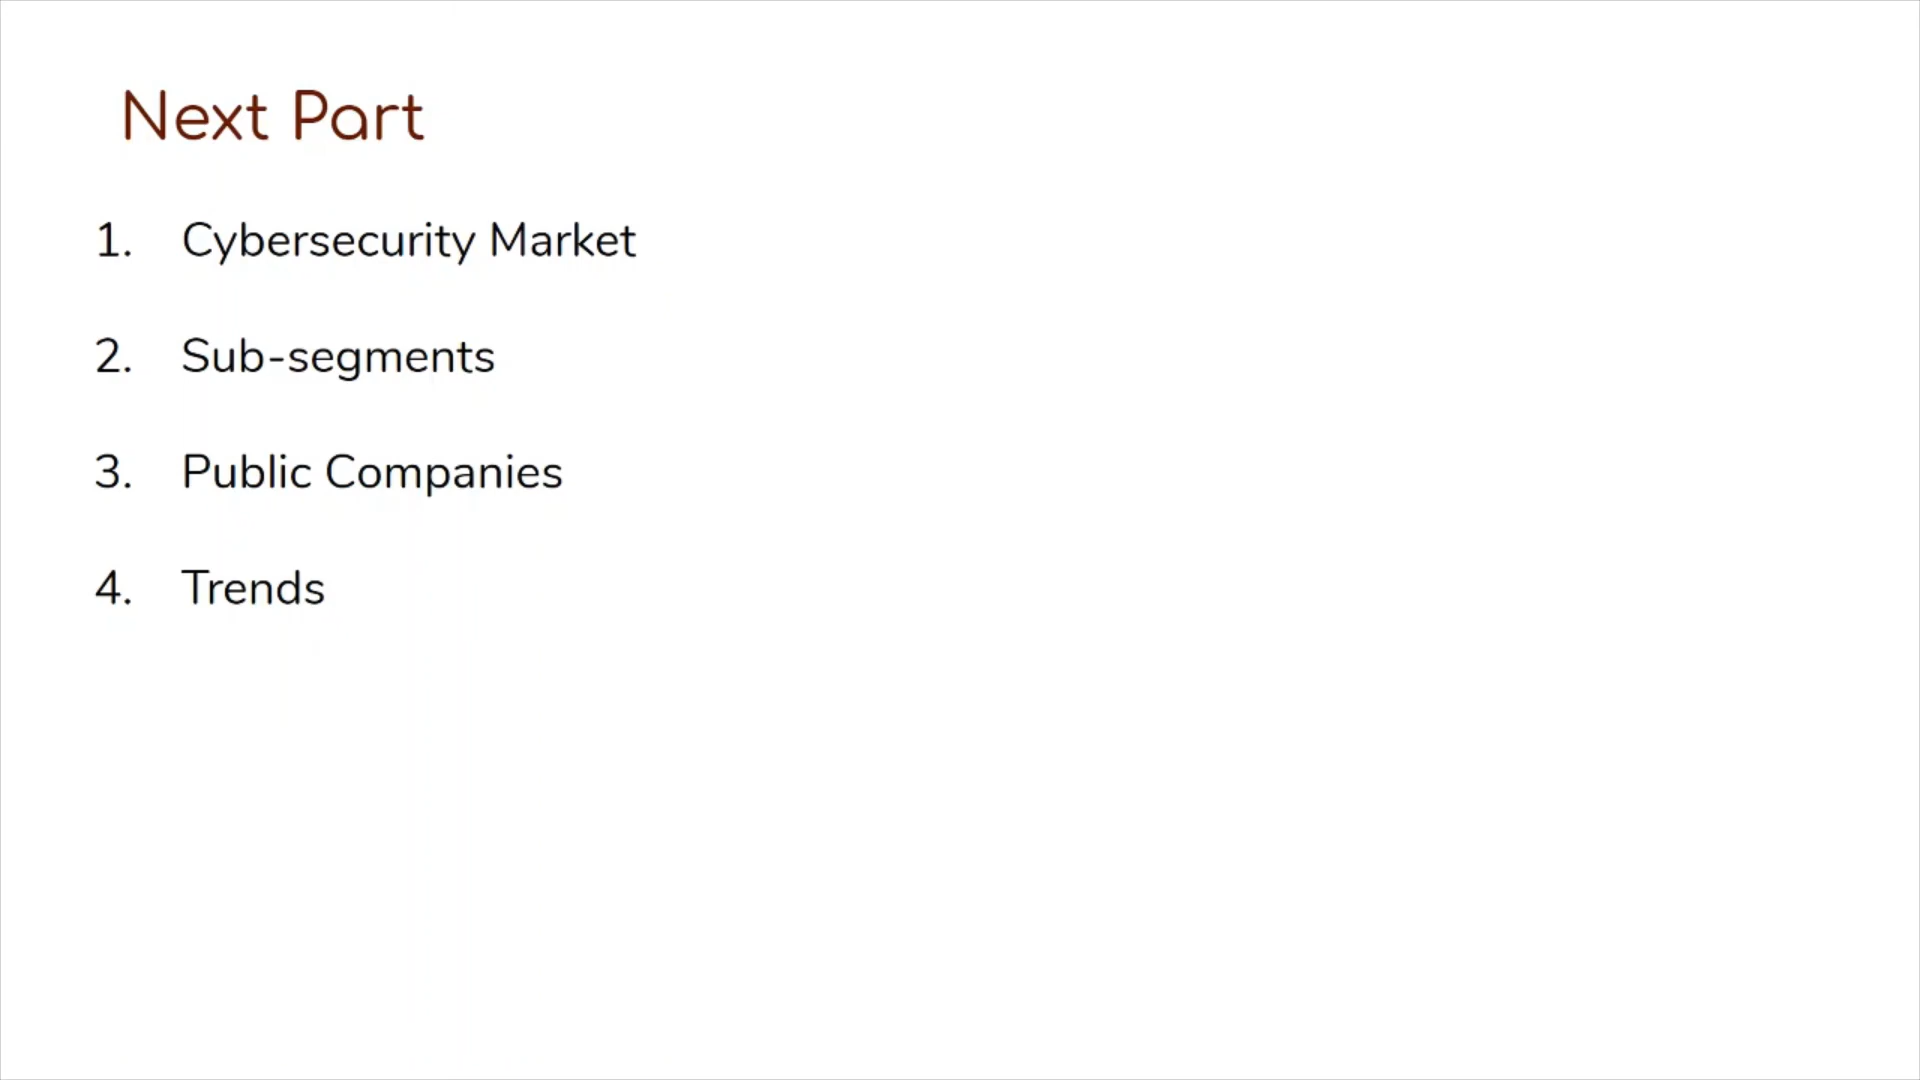 Next Part
1. Cybersecurity Market
2. Sub-segments
3. Public Companies
4. Trends